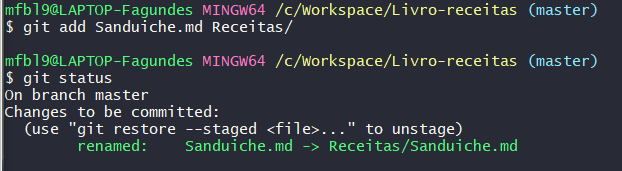 mfbl9@LAPTOP-Fagundes MINGW64 /c/Workspace/Livro-receitas (master)
$ git add Sanduiche.md Receitas/
mfbl9@LAPTOP-Fagundes MINGW64 /c/Workspace/Livro-receitas (master)
$ git status
On branch master
Changes to be committed:
  (use "git restore --staged <file>..." to unstage)
        renamed:    Sanduiche.md -> Receitas/Sanduiche.md